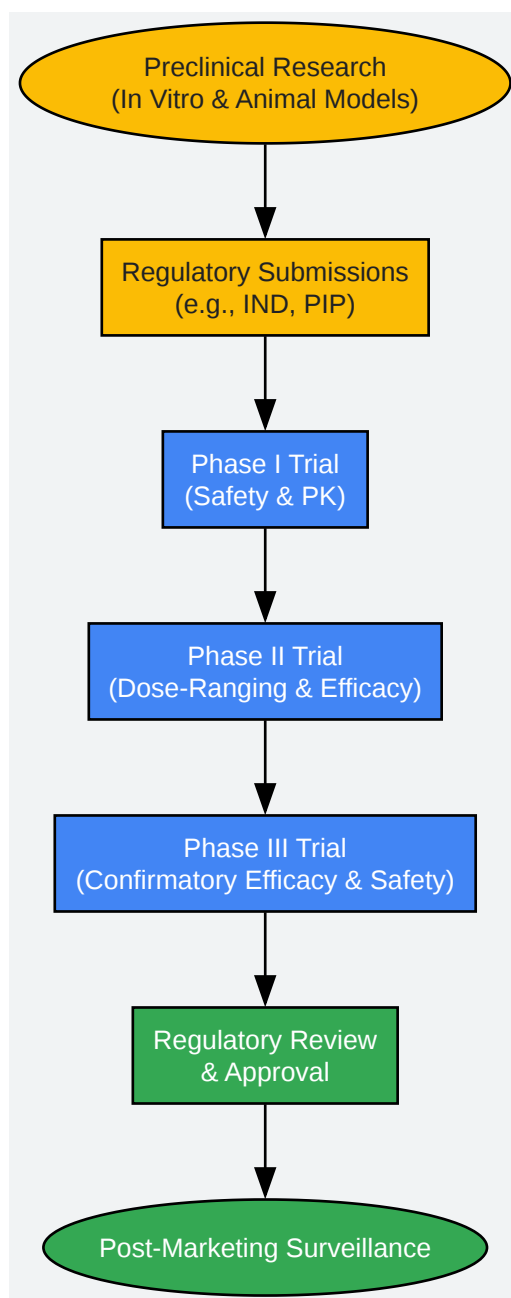 Preclinical Research
(In Vitro & Animal Models)
Regulatory Submissions
(e.g., IND, PIP)
Phase I Trial
(Safety & PK)
Phase II Trial
(Dose-Ranging & Efficacy)
Phase III Trial
(Confirmatory Efficacy & Safety)
Regulatory Review
& Approval
Post-Marketing Surveillance